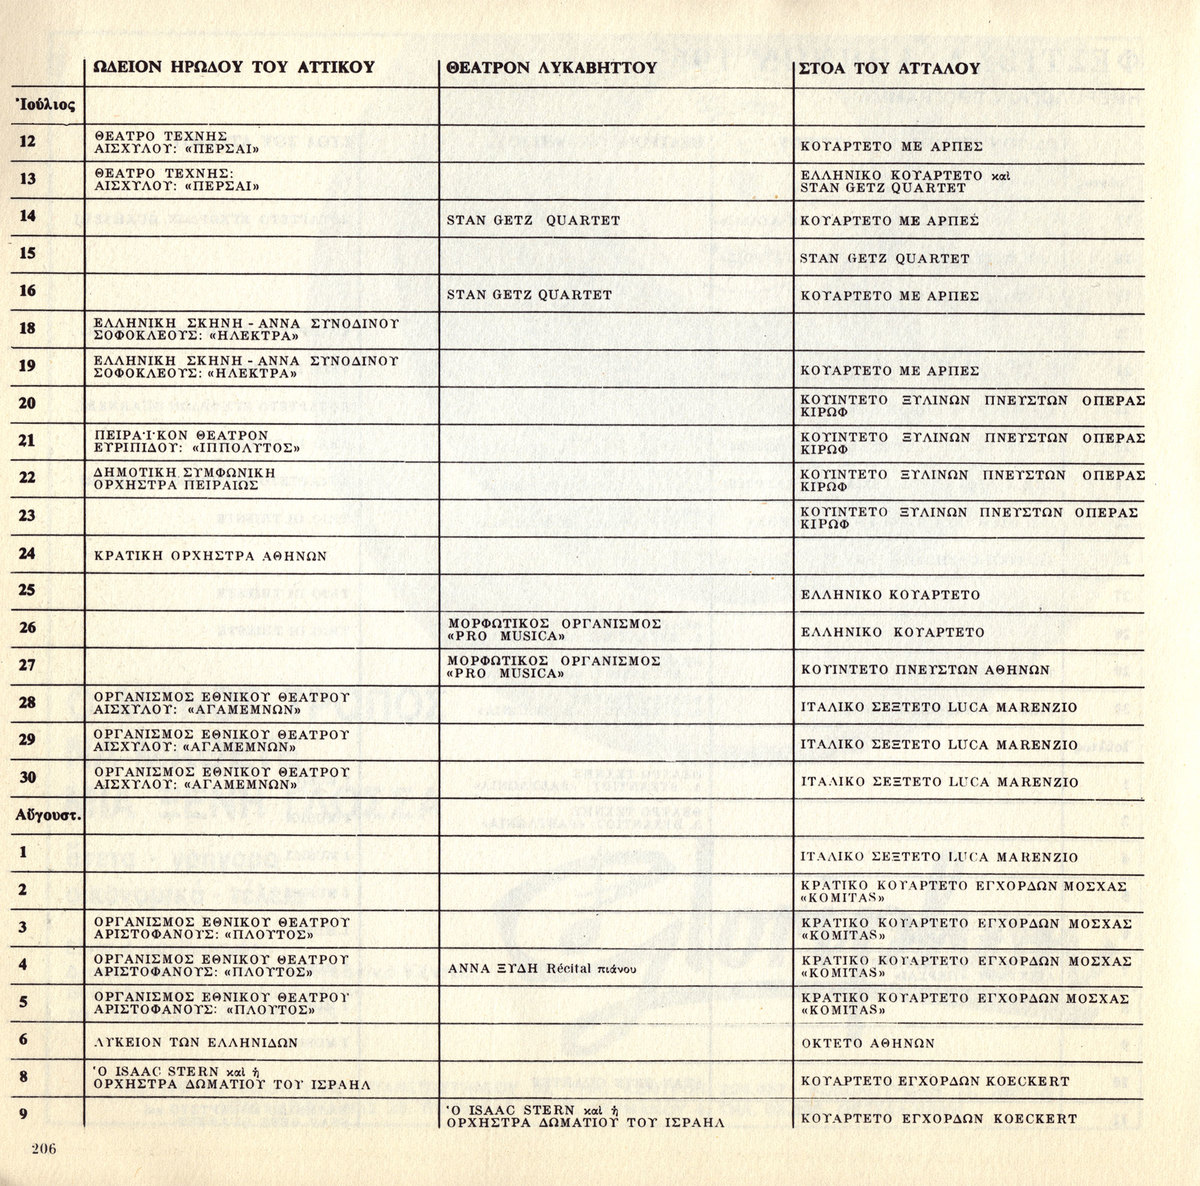 ΩΔΕΙΟΝ ΗΡΩΔΟΥ ΤΟΥ ΑΤΤΙΚΟΥ ΘΕΑΤΡΟΝ ΛΥΚΑΒΗΤΤΟΥ ΣΤΟΑ ΤΟΥ ΑΤΤΑΛΟΥ
Ἰούλιος
12 ΘΕΑΤΡΟ ΤΕΧΝΗΣ
ΑΙΣΧΥΛΟΥ: «ΠΕΡΣΑΙ» ΚΟΥΑΡΤΕΤΟ ΜΕ ΑΡΠΕΣ
13 ΘΕΑΤΡΟ ΤΕΧΝΗΣ: ΕΛΛΗΝΙΚΟ ΚΟΥΑΡΤΕΤΟ καὶ
ΑΙΣΧΥΛΟΥ: «ΠΕΡΣΑΙ» STAN GETZ QUARTET
14 STAN GETZ QUARTET ΚΟΥΑΡΤΕΤΟ ΜΕ ΑΡΠΕΣ
15 STAN GETZ QUARTET
16 STAN GETZ QUARTET ΚΟΥΑΡΤΕΤΟ ΜΕ ΑΡΠΕΣ
18 ΕΛΛΗΝΙΚΗ ΣΚΗΝΗ - ΑΝΝΑ ΣΥΝΟΔΙΝΟΥ
ΣΟΦΟΚΛΕΟΥΣ: «ΗΛΕΚΤΡΑ»
19 ΕΛΛΗΝΙΚΗ ΣΚΗΝΗ - ΑΝΝΑ ΣΥΝΟΔΙΝΟΥ
ΣΟΦΟΚΛΕΟΥΣ: «ΗΛΕΚΤΡΑ» ΚΟΥΑΡΤΕΤΟ ΜΕ ΑΡΠΕΣ
20 ΚΟΥΙΝΤΕΤΟ ΞΥΛΙΝΩΝ ΠΝΕΥΣΤΩΝ ΟΠΕΡΑΣ
ΚΙΡΩΦ
21 ΠΕΙΡΑ·Ι·ΚΟΝ ΘΕΑΤΡΟΝ ΚΟΥΙΝΤΕΤΟ ΞΥΛΙΝΩΝ ΠΝΕΥΣΤΩΝ ΟΠΕΡΑΣ
ΕΥΡΙΠΙΔΟΥ: «ΙΠΠΟΛΥΤΟΣ» ΚΙΡΩΦ
22 ΔΗΜΟΤΙΚΗ ΣΥΜΦΩΝΙΚΗ ΚΟΥΙΝΤΕΤΟ ΞΥΛΙΝΩΝ ΠΝΕΥΣΤΩΝ ΟΠΕΡΑΣ
ΟΡΧΗΣΤΡΑ ΠΕΙΡΑΙΩΣ ΚΙΡΩΦ
23 ΚΟΥΙΝΤΕΤΟ ΞΥΛΙΝΩΝ ΠΝΕΥΣΤΩΝ ΟΠΕΡΑΣ
ΚΙΡΩΦ
24 ΚΡΑΤΙΚΗ ΟΡΧΗΣΤΡΑ ΑΘΗΝΩΝ
25 ΕΛΛΗΝΙΚΟ ΚΟΥΑΡΤΕΤΟ
26 ΜΟΡΦΩΤΙΚΟΣ ΟΡΓΑΝΙΣΜΟΣ
«PRO MUSICA» ΕΛΛΗΝΙΚΟ ΚΟΥΑΡΤΕΤΟ
27 ΜΟΡΦΩΤΙΚΟΣ ΟΡΓΑΝΙΣΜΟΣ
«PRO MUSICA» ΚΟΥΙΝΤΕΤΟ ΠΝΕΥΣΤΩΝ ΑΘΗΝΩΝ
28 ΟΡΓΑΝΙΣΜΟΣ ΕΘΝΙΚΟΥ ΘΕΑΤΡΟΥ
ΑΙΣΧΥΛΟΥ: «ΑΓΑΜΕΜΝΩΝ» ΙΤΑΛΙΚΟ ΣΕΞΤΕΤΟ LUCA MARENZIO
29 ΟΡΓΑΝΙΣΜΟΣ ΕΘΝΙΚΟΥ ΘΕΑΤΡΟΥ
ΑΙΣΧΥΛΟΥ: «ΑΓΑΜΕΜΝΩΝ» ΙΤΑΛΙΚΟ ΣΕΞΤΕΤΟ LUCA MARENZIO
30 ΟΡΓΑΝΙΣΜΟΣ ΕΘΝΙΚΟΥ ΘΕΑΤΡΟΥ
ΑΙΣΧΥΛΟΥ: «ΑΓΑΜΕΜΝΩΝ» ΙΤΑΛΙΚΟ ΣΕΞΤΕΤΟ LUCA MARENZIO
Αὔγουστ.
1 ΙΤΑΛΙΚΟ ΣΕΞΤΕΤΟ LUCA MARENZIO
2 ΚΡΑΤΙΚΟ ΚΟΥΑΡΤΕΤΟ ΕΓΧΟΡΔΩΝ ΜΟΣΧΑΣ
«KOMITAS»
3 ΟΡΓΑΝΙΣΜΟΣ ΕΘΝΙΚΟΥ ΘΕΑΤΡΟΥ ΚΡΑΤΙΚΟ ΚΟΥΑΡΤΕΤΟ ΕΓΧΟΡΔΩΝ ΜΟΣΧΑΣ
ΑΡΙΣΤΟΦΑΝΟΥΣ: «ΠΛΟΥΤΟΣ» «KOMITAS»
4 ΟΡΓΑΝΙΣΜΟΣ ΕΘΝΙΚΟΥ ΘΕΑΤΡΟΥ ΑΝΝΑ ΞΥΔΗ Récital πιάνου ΚΡΑΤΙΚΟ ΚΟΥΑΡΤΕΤΟ ΕΓΧΟΡΔΩΝ ΜΟΣΧΑΣ
ΑΡΙΣΤΟΦΑΝΟΥΣ: «ΠΛΟΥΤΟΣ» «KOMITAS»
5 ΟΡΓΑΝΙΣΜΟΣ ΕΘΝΙΚΟΥ ΘΕΑΤΡΟΥ ΚΡΑΤΙΚΟ ΚΟΥΑΡΤΕΤΟ ΕΓΧΟΡΔΩΝ ΜΟΣΧΑΣ
ΑΡΙΣΤΟΦΑΝΟΥΣ: «ΠΛΟΥΤΟΣ» «KOMITAS»
6 ΛΥΚΕΙΟΝ ΤΩΝ ΕΛΛΗΝΙΔΩΝ ΟΚΤΕΤΟ ΑΘΗΝΩΝ
8 Ὁ ISAAC STERN καὶ ἡ
ΟΡΧΗΣΤΡΑ ΔΩΜΑΤΙΟΥ ΤΟΥ ΙΣΡΑΗΛ ΚΟΥΑΡΤΕΤΟ ΕΓΧΟΡΔΩΝ KOECKERT
9 Ὁ ISAAC STERN καὶ ἡ
ΟΡΧΗΣΤΡΑ ΔΩΜΑΤΙΟΥ ΤΟΥ ΙΣΡΑΗΛ ΚΟΥΑΡΤΕΤΟ ΕΓΧΟΡΔΩΝ KOECKERT
206